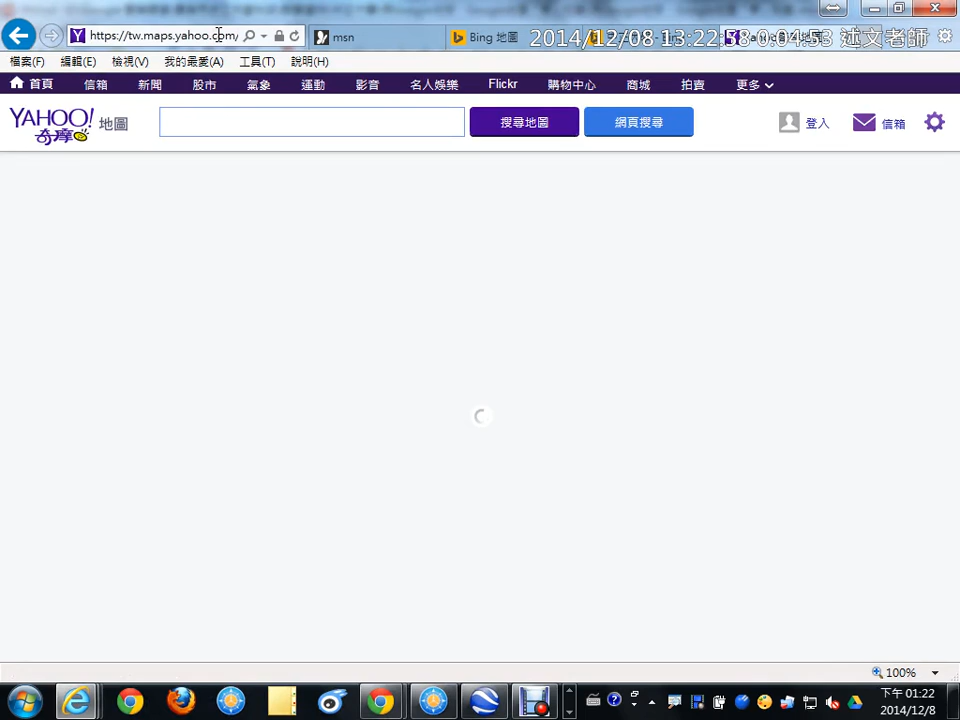 https://tw.maps.yahoo.com/
msn
Bing 地圖
2014/12/08 13:22
述文老師
檔案(F) 編輯(E) 檢視(V) 我的最愛(A) 工具(T) 說明(H)
首頁 信箱 新聞 股市 氣象 運動 影音 名人娛樂 Flickr 購物中心 商城 拍賣 更多
YAHOO! 奇摩 地圖 搜尋地圖 網頁搜尋 登入 信箱
100%
下午 01:22
2014/12/8